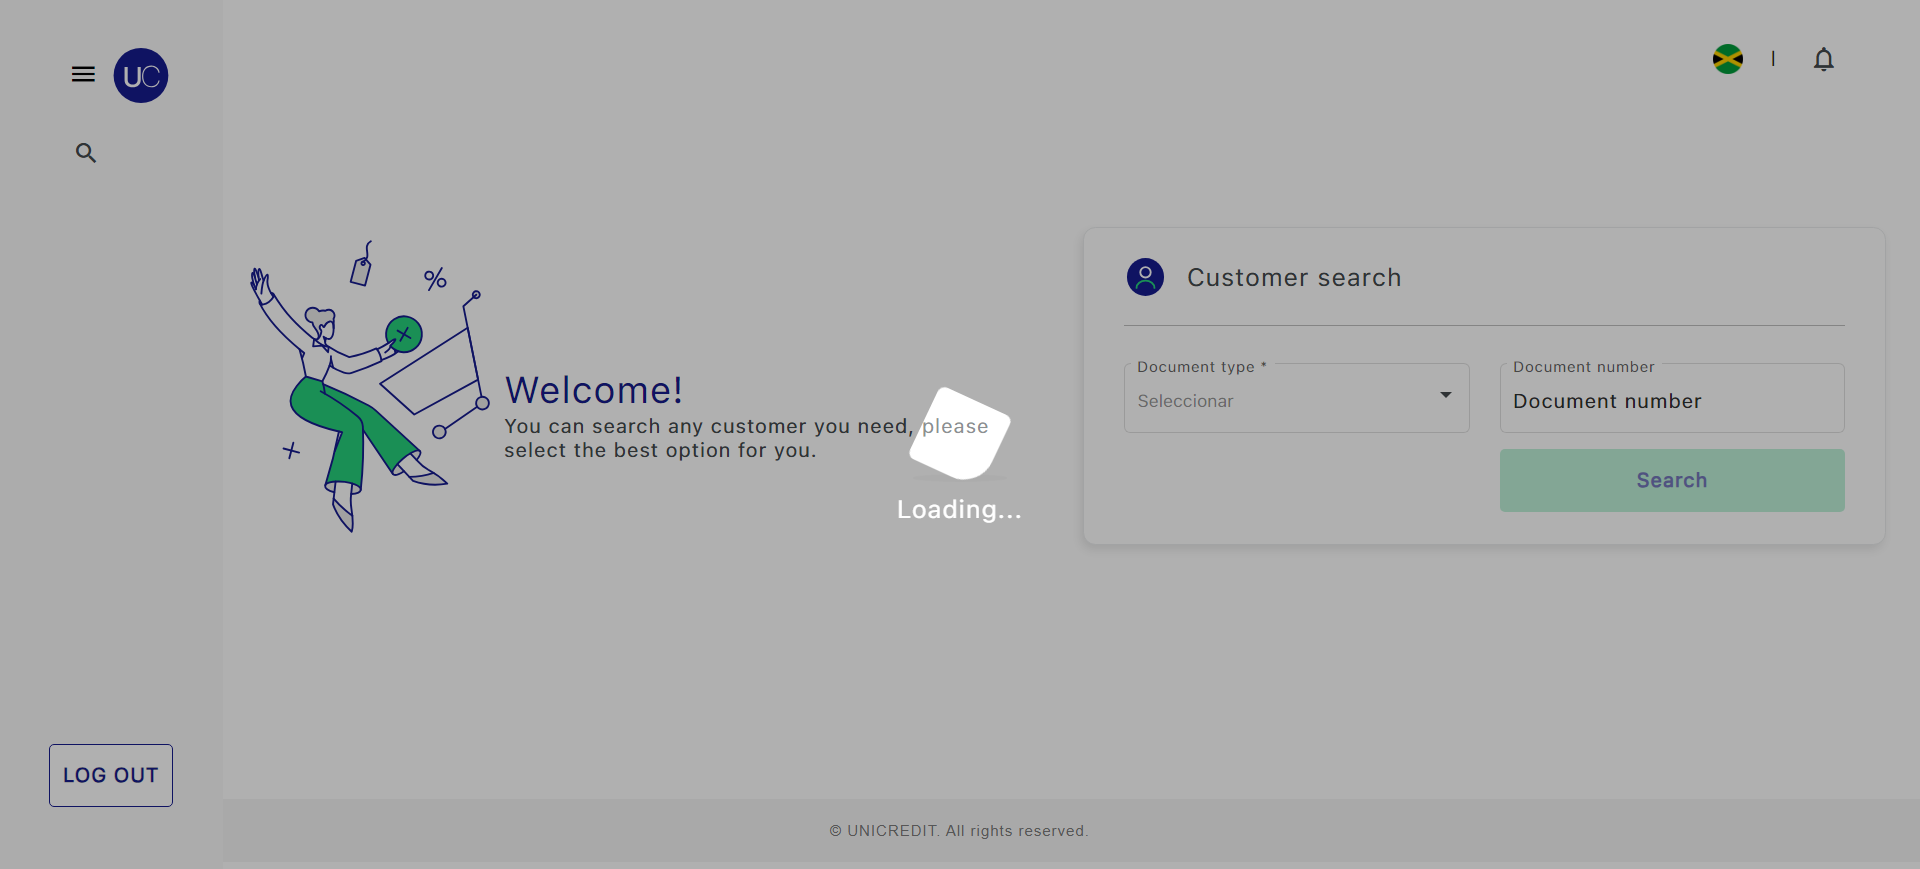 UC
Customer search
Document type *
Seleccionar
Document number
Document number
Search
Welcome!
You can search any customer you need, please
select the best option for you.
Loading...
LOG OUT
© UNICREDIT. All rights reserved.